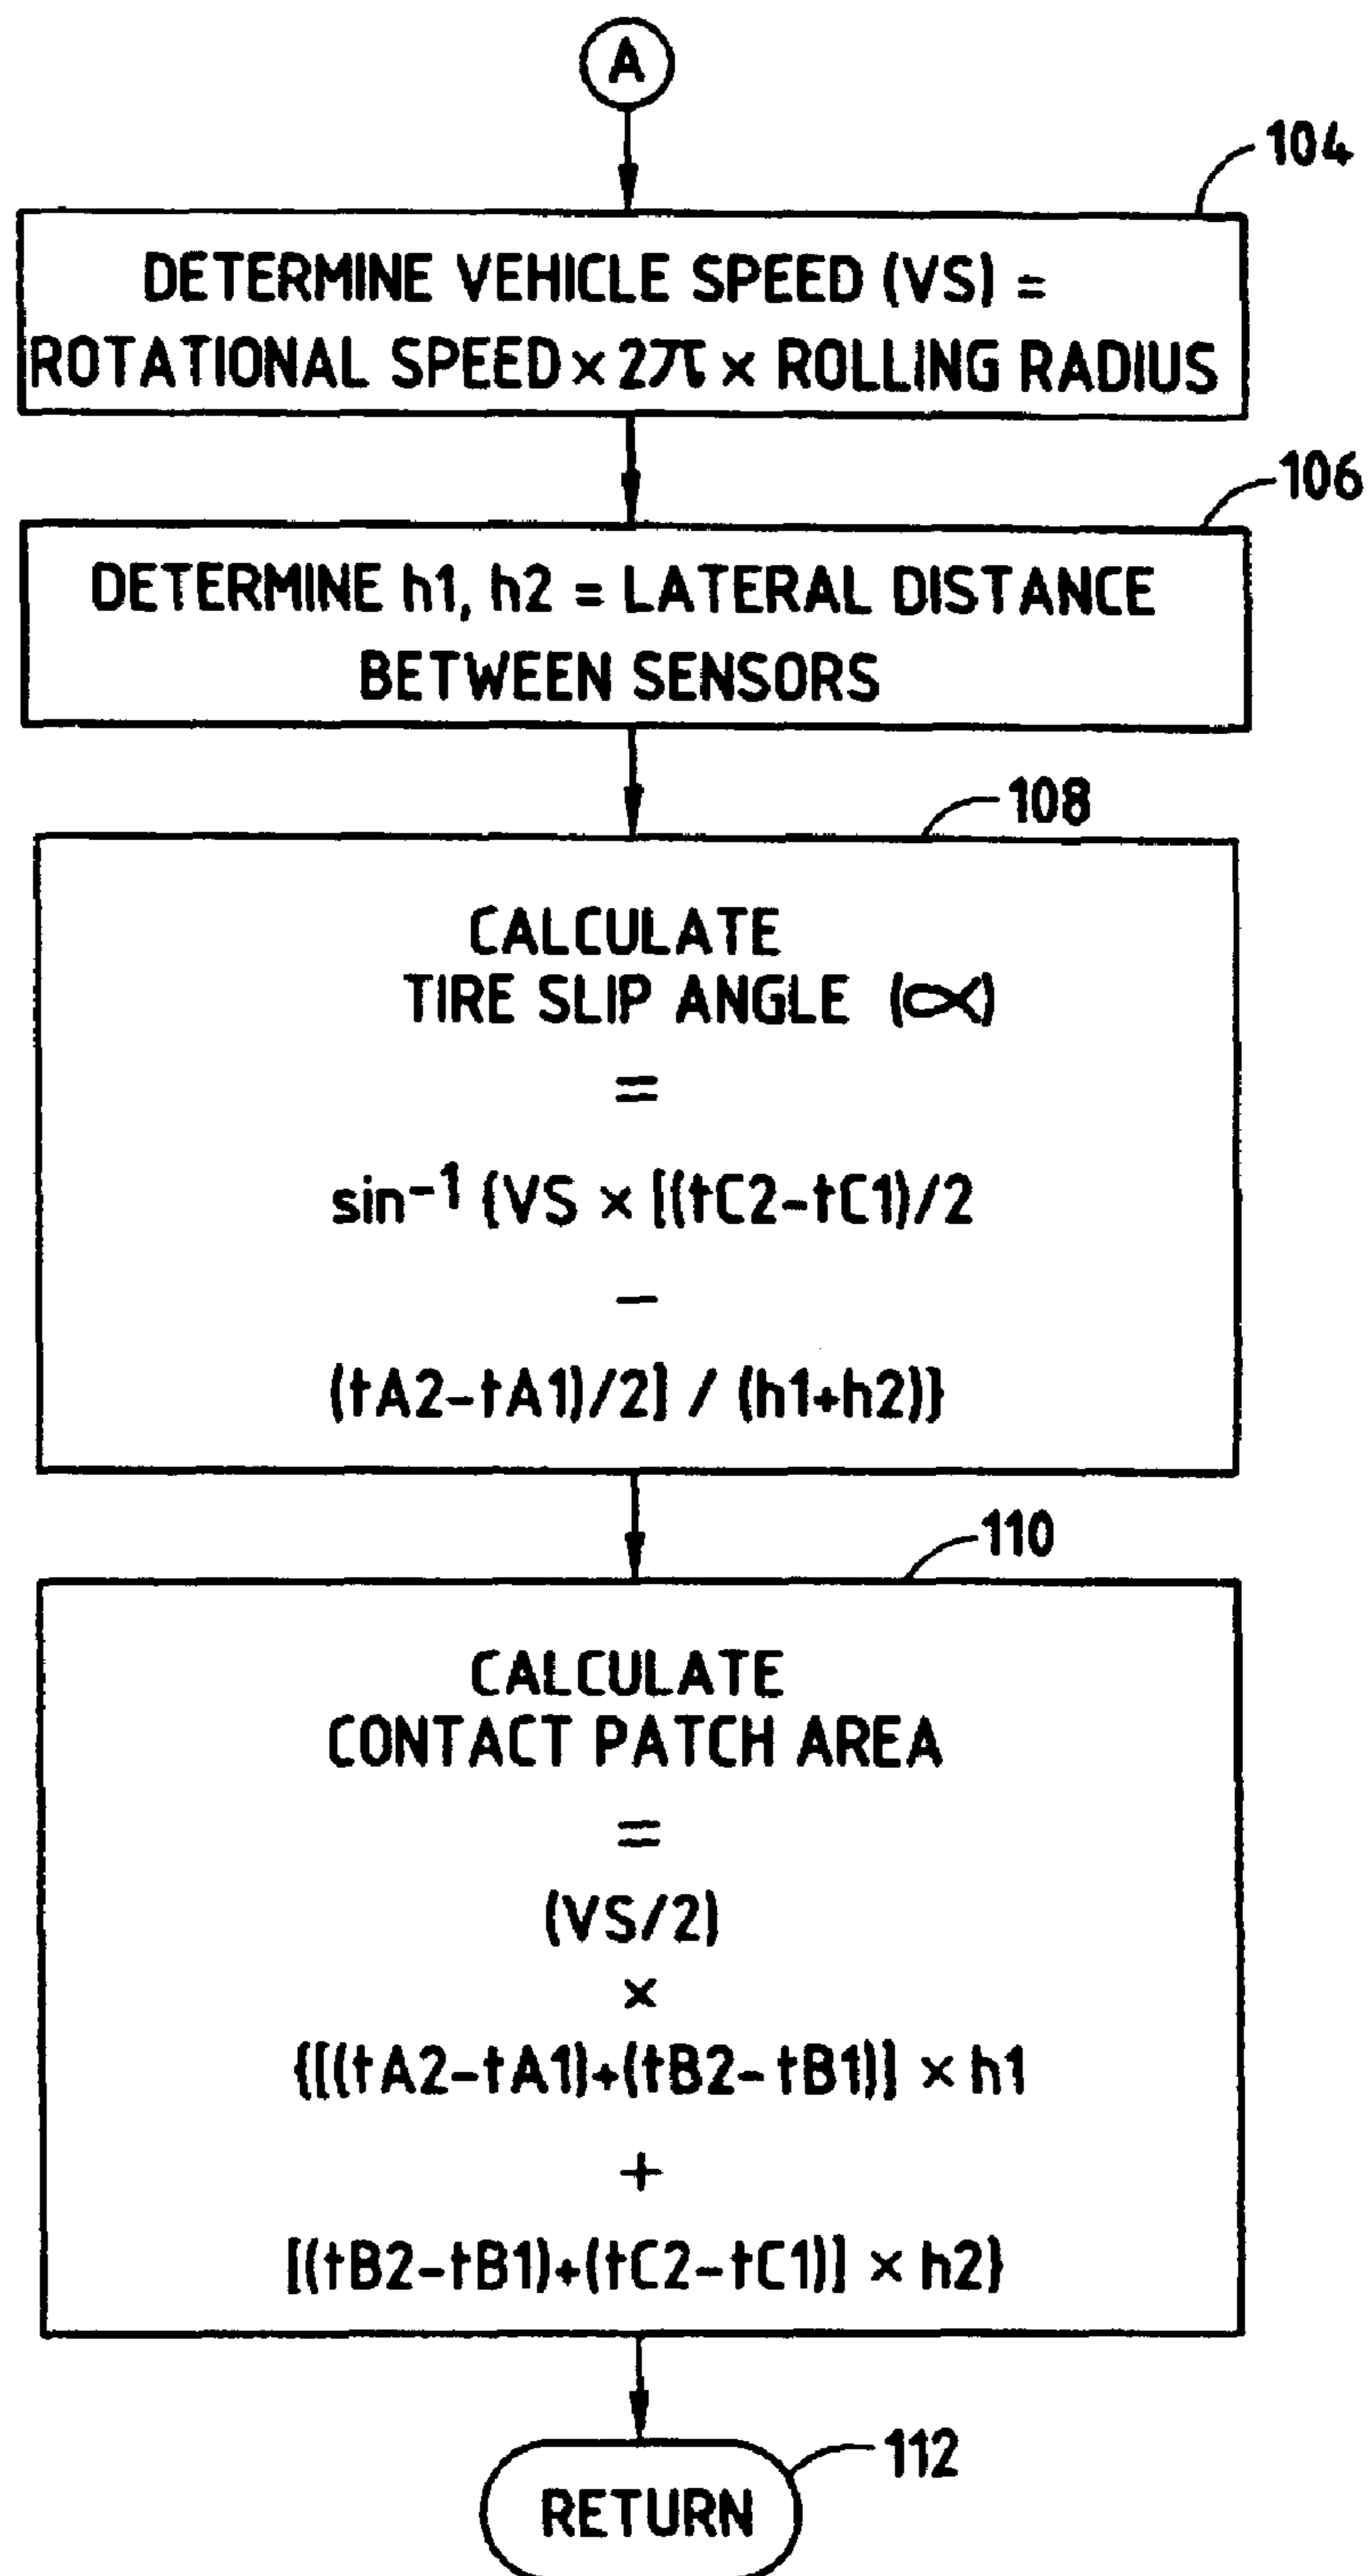 A
104
DETERMINE VEHICLE SPEED (VS) =
ROTATIONAL SPEED × 2π × ROLLING RADIUS
106
DETERMINE h1, h2 = LATERAL DISTANCE
BETWEEN SENSORS
108
CALCULATE
TIRE SLIP ANGLE (α)
=
sin⁻¹ {VS × [(tC2-tC1)/2
-
(tA2-tA1)/2] / (h1+h2)}
110
CALCULATE
CONTACT PATCH AREA
=
(VS/2)
×
{[(tA2-tA1)+(tB2-tB1)] × h1
+
[(tB2-tB1)+(tC2-tC1)] × h2}
112
RETURN